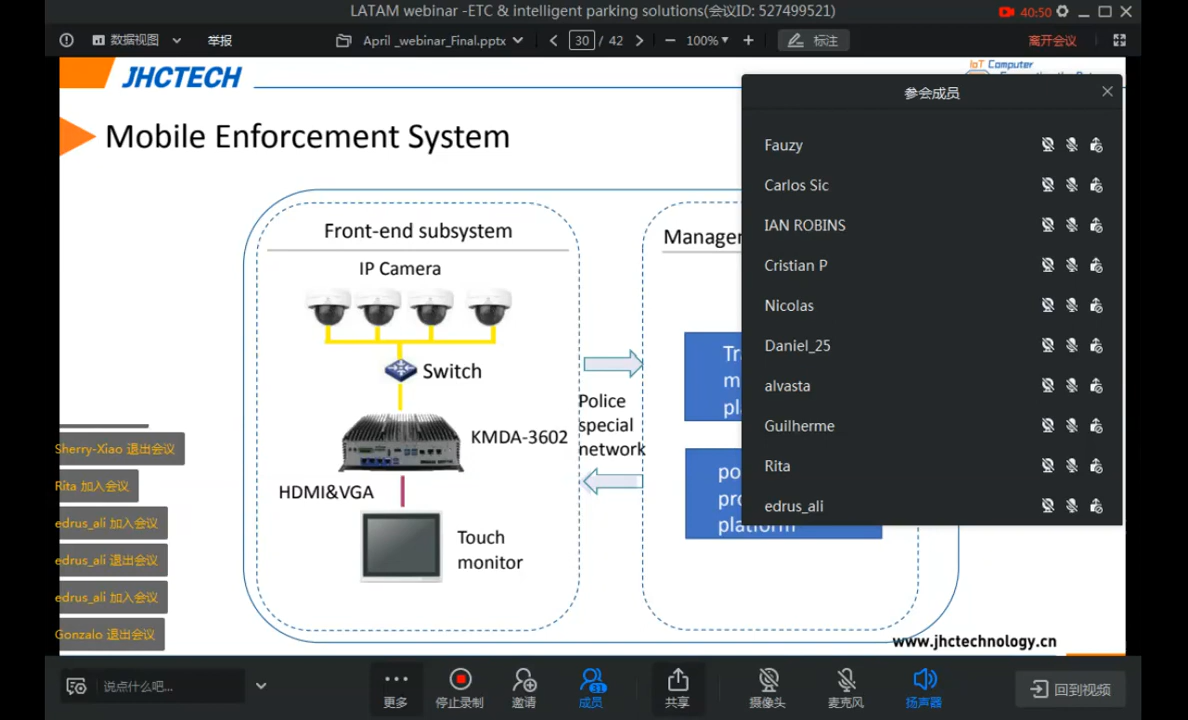 LATAM webinar -ETC & intelligent parking solutions(会议ID: 527499521)
40:50
数据视图
举报
April _webinar_Final.pptx
30 / 42
100%
标注
离开会议
JHCTECH
IoT Computer
参会成员
Mobile Enforcement System
Fauzy
Carlos Sic
IAN ROBINS
Cristian P
Nicolas
Daniel_25
alvasta
Guilherme
Rita
edrus_ali
Front-end subsystem
IP Camera
Switch
KMDA-3602
HDMI&VGA
Touch
monitor
Police
special
network
Manager
Tr
m
pl
po
pro
platform
Sherry-Xiao 退出会议
Rita 加入会议
edrus_ali 加入会议
edrus_ali 退出会议
edrus_ali 加入会议
Gonzalo 退出会议
www.jhctechnology.cn
说点什么吧...
更多
停止录制
邀请
31
成员
共享
摄像头
麦克风
扬声器
回到视频